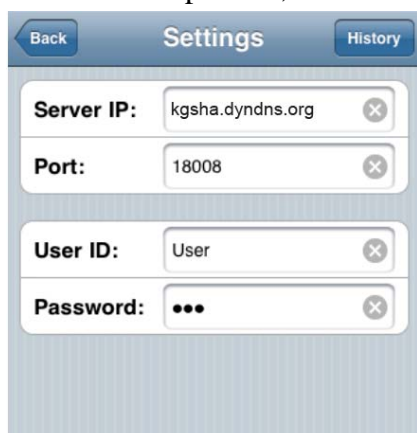 Back Settings History
Server IP: kgsha.dyndns.org
Port: 18008
User ID: User
Password: •••